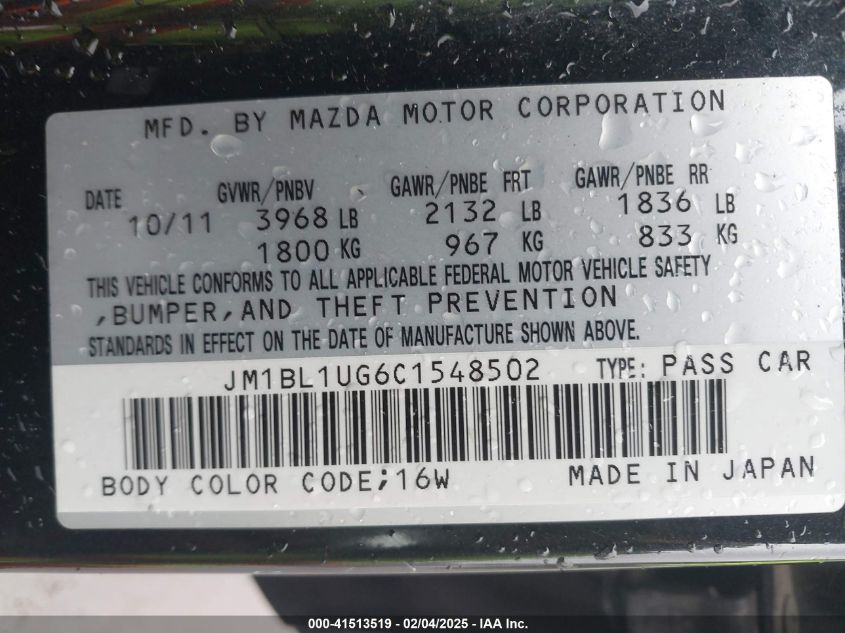 MFD. BY MAZDA MOTOR CORPORATION
DATE GVWR/PNBV GAWR/PNBE FRT GAWR/PNBE RR
10/11 3968 LB 2132 LB 1836 LB
1800 KG 967 KG 833 KG
THIS VEHICLE CONFORMS TO ALL APPLICABLE FEDERAL MOTOR VEHICLE SAFETY
,BUMPER,AND THEFT PREVENTION
STANDARDS IN EFFECT ON THE DATE OF MANUFACTURE SHOWN ABOVE.
JM1BL1UG6C1548502 TYPE: PASS CAR
BODY COLOR CODE;16W MADE IN JAPAN
000-41513519 - 02/04/2025 - IAA Inc.